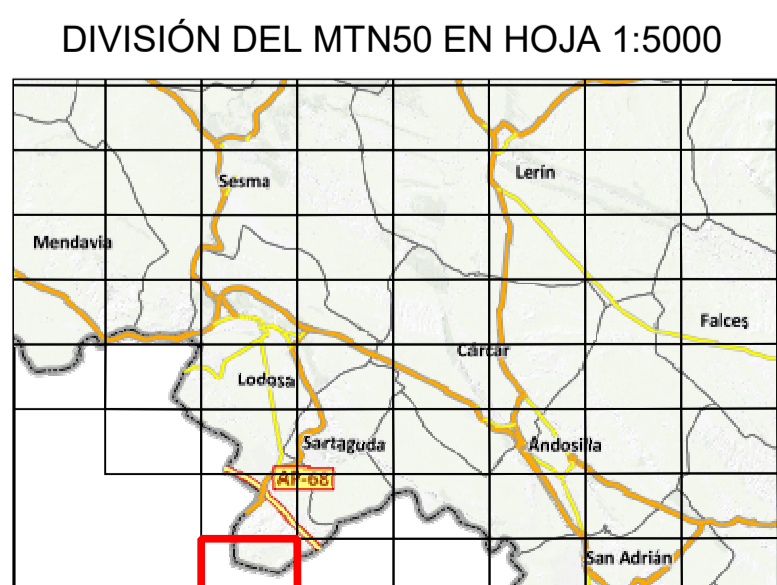 DIVISIÓN DEL MTN50 EN HOJA 1:5000
Lerín
Sesma
Mendavia
Falces
Cárcar
Lodosa
Sartaguda
Andosilla
AP-68
San Adrián